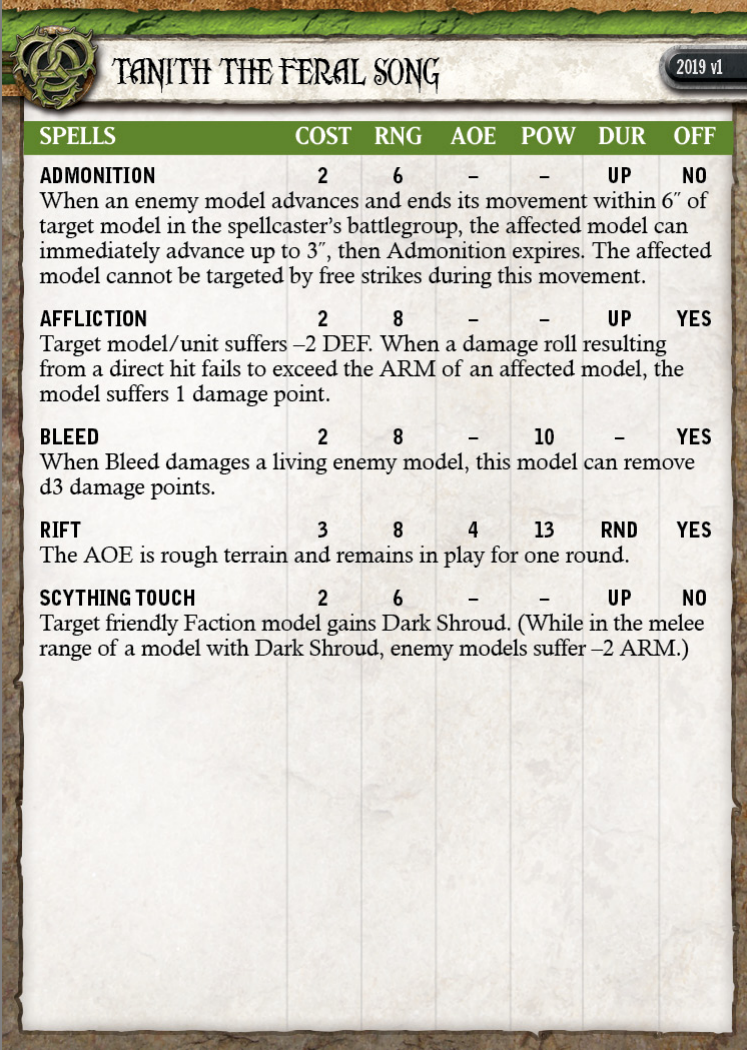 TANITH THE FERAL SONG
2019 v1
SPELLS COST RNG AOE POW DUR OFF
ADMONITION 2 6 – – UP NO
When an enemy model advances and ends its movement within 6″ of
target model in the spellcaster's battlegroup, the affected model can
immediately advance up to 3″, then Admonition expires. The affected
model cannot be targeted by free strikes during this movement.
AFFLICTION 2 8 – – UP YES
Target model/unit suffers –2 DEF. When a damage roll resulting
from a direct hit fails to exceed the ARM of an affected model, the
model suffers 1 damage point.
BLEED 2 8 – 10 – YES
When Bleed damages a living enemy model, this model can remove
d3 damage points.
RIFT 3 8 4 13 RND YES
The AOE is rough terrain and remains in play for one round.
SCYTHING TOUCH 2 6 – – UP NO
Target friendly Faction model gains Dark Shroud. (While in the melee
range of a model with Dark Shroud, enemy models suffer –2 ARM.)